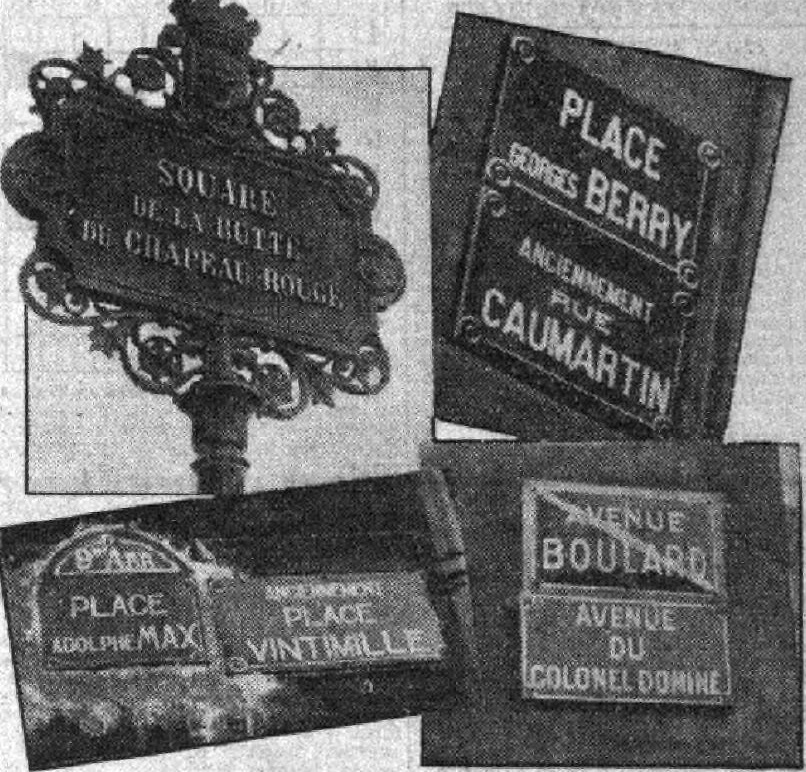 SQUARE
DE LA BUTTE
DU CHAPEAU-ROUGE
PLACE
GEORGES BERRY
ANCIENNEMENT
RUE
CAUMARTIN
9me ARR
PLACE
ADOLPHE MAX
ANCIENNEMENT
PLACE
VINTIMILLE
AVENUE
BOULARD
AVENUE
DU
COLONEL DOMINE